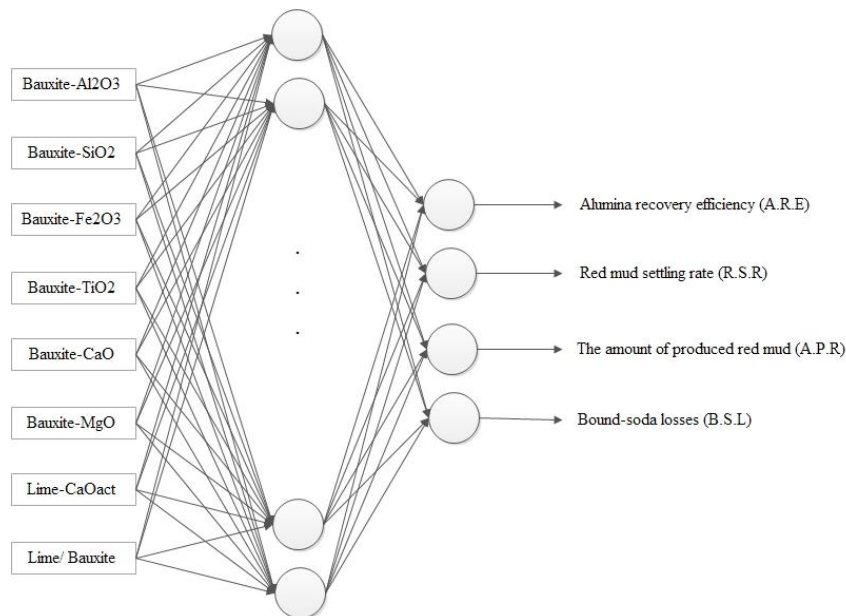 Bauxite-Al2O3
Bauxite-SiO2
Bauxite-Fe2O3
Bauxite-TiO2
Bauxite-CaO
Bauxite-MgO
Lime-CaOact
Lime/ Bauxite
Alumina recovery efficiency (A.R.E)
Red mud settling rate (R.S.R)
The amount of produced red mud (A.P.R)
Bound-soda losses (B.S.L)